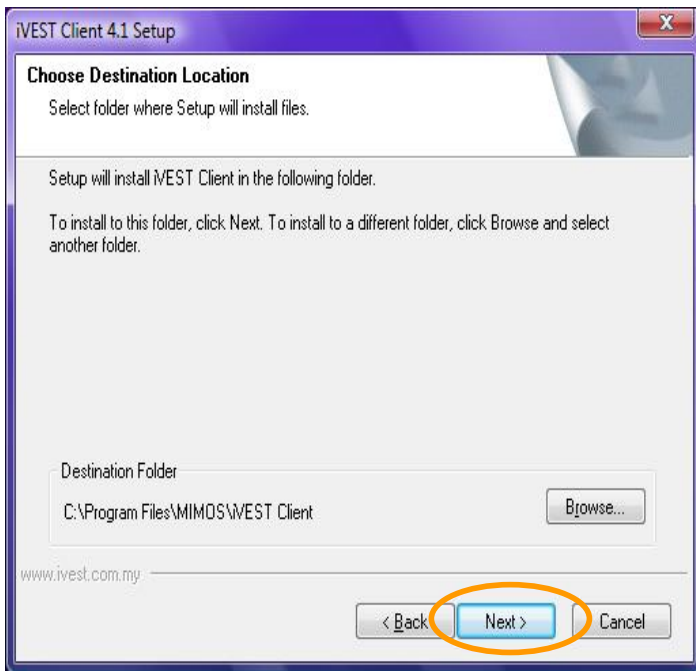 iVEST Client 4.1 Setup
X
Choose Destination Location
Select folder where Setup will install files.
Setup will install iVEST Client in the following folder.
To install to this folder, click Next. To install to a different folder, click Browse and select
another folder.
Destination Folder
C:\Program Files\MIMOS\iVEST Client
Browse...
www.ivest.com.my
< Back
Next >
Cancel